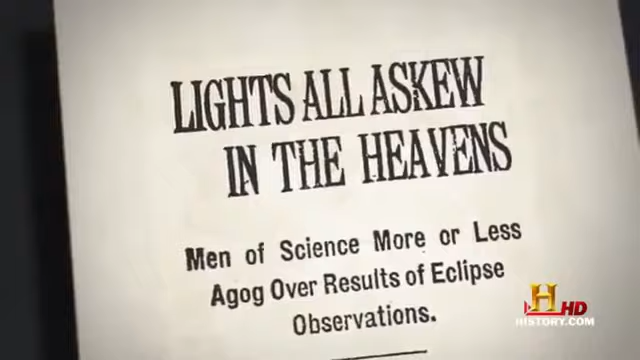 LIGHTS ALL ASKEW
IN THE HEAVENS
Men of Science More or Less
Agog Over Results of Eclipse
Observations.
H HD
HISTORY.COM